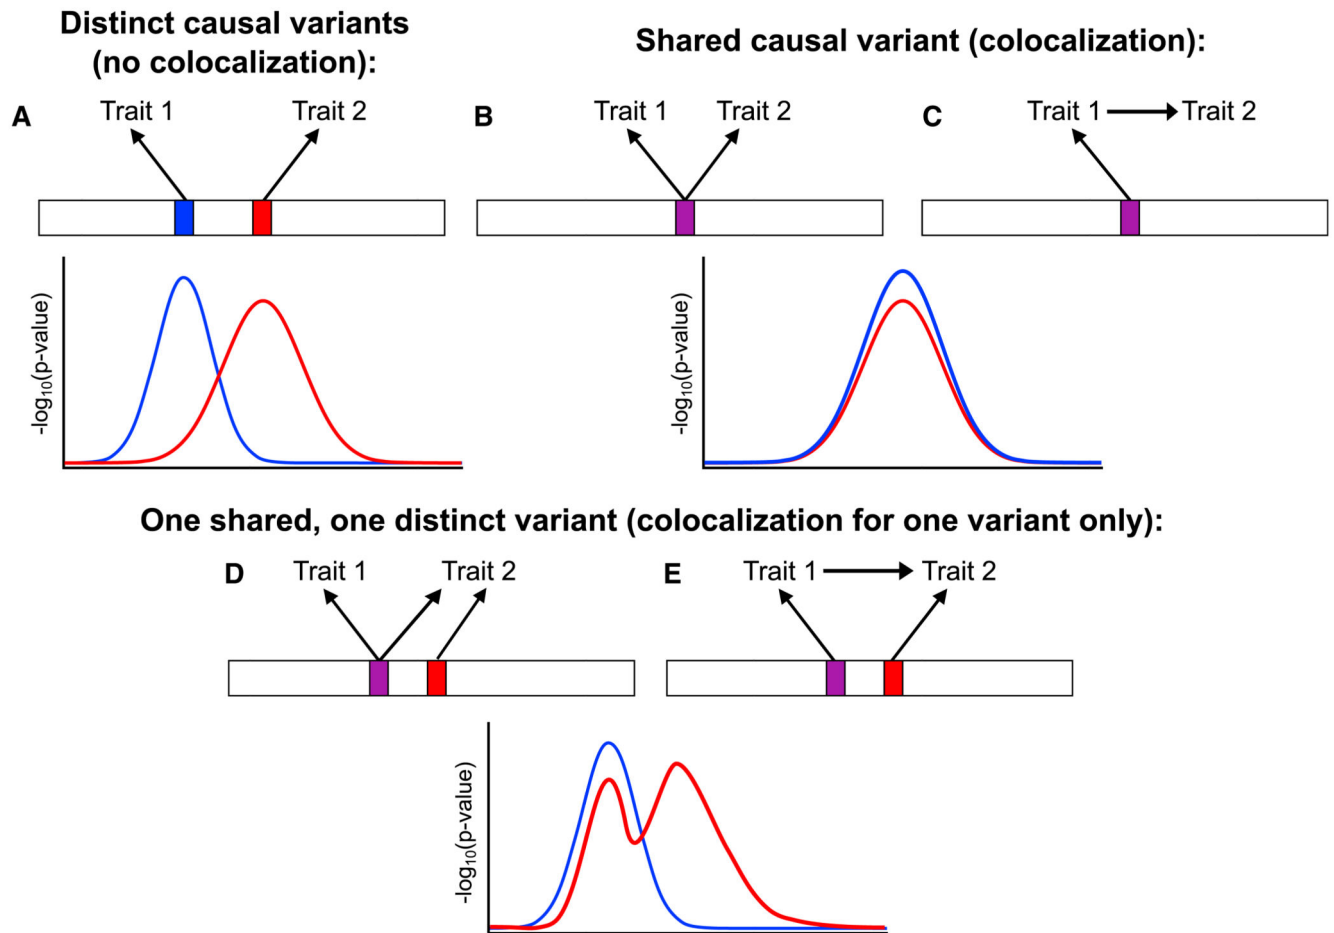 Distinct causal variants
(no colocalization):
Shared causal variant (colocalization):
A
Trait 1
Trait 2
B
Trait 1
Trait 2
C
Trait 1
Trait 2
-log₁₀(p-value)
-log₁₀(p-value)
One shared, one distinct variant (colocalization for one variant only):
D
Trait 1
Trait 2
E
Trait 1
Trait 2
-log₁₀(p-value)